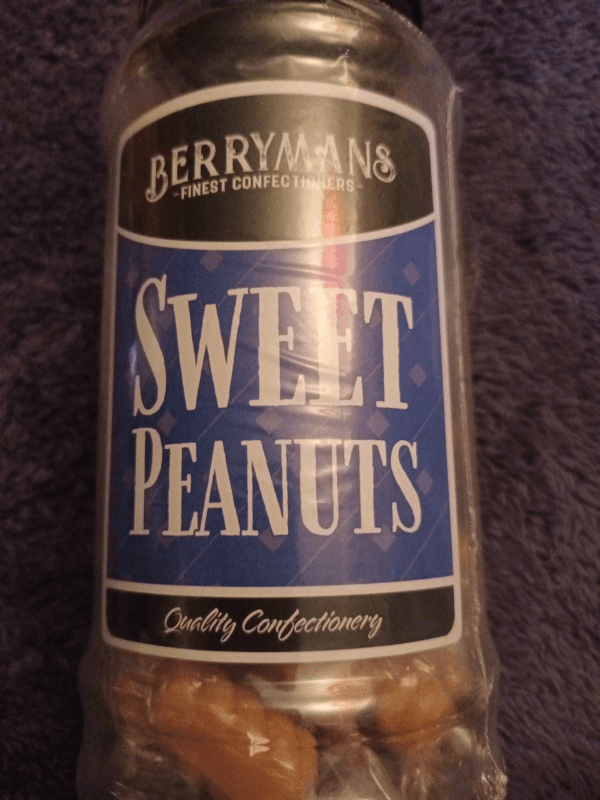 BERRYMANS
-FINEST CONFECTIONERS-
SWEET
PEANUTS
Quality Confectionery